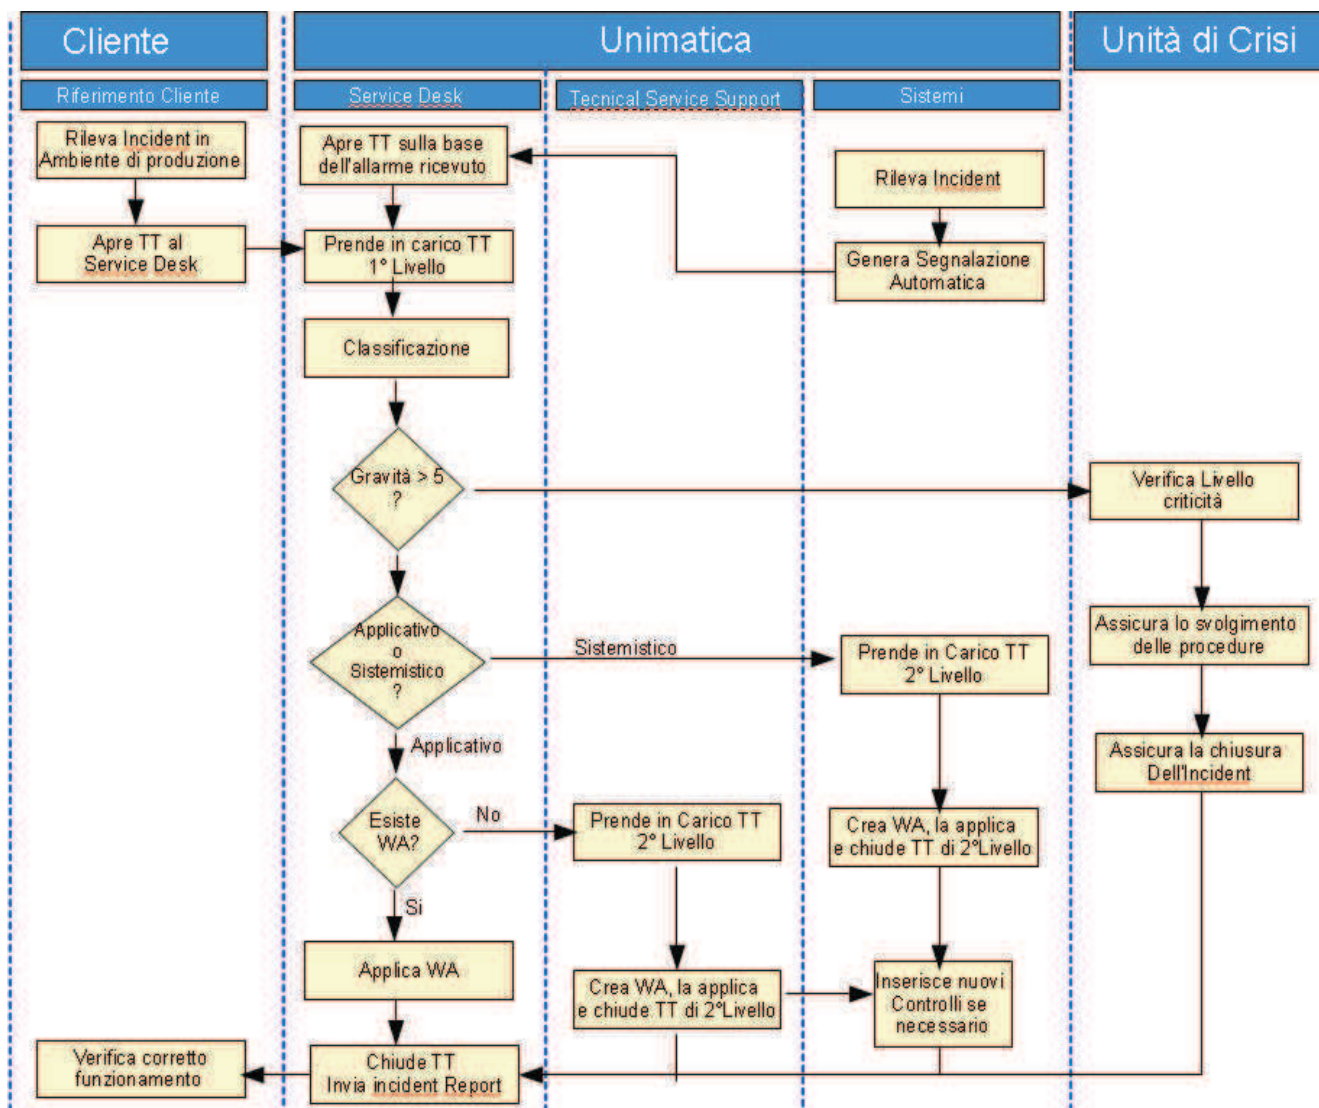 Cliente
Unimatica
Unità di Crisi
Riferimento Cliente
Service Desk
Tecnical Service Support
Sistemi
Rileva Incident in
Ambiente di produzione
Apre TT sulla base
dell'allarme ricevuto
Rileva Incident
Apre TT al
Service Desk
Prende in carico TT
1° Livello
Genera Segnalazione
Automatica
Classificazione
Gravità > 5
?
Verifica Livello
criticità
Applicativo
o
Sistemistico
?
Sistemistico
Prende in Carico TT
2° Livello
Assicura lo svolgimento
delle procedure
Applicativo
Assicura la chiusura
Dell'Incident
Esiste
WA?
No
Prende in Carico TT
2° Livello
Crea WA, la applica
e chiude TT di 2°Livello
Si
Applica WA
Crea WA, la applica
e chiude TT di 2°Livello
Inserisce nuovi
Controlli se
necessario
Verifica corretto
funzionamento
Chiude TT
Invia incident Report